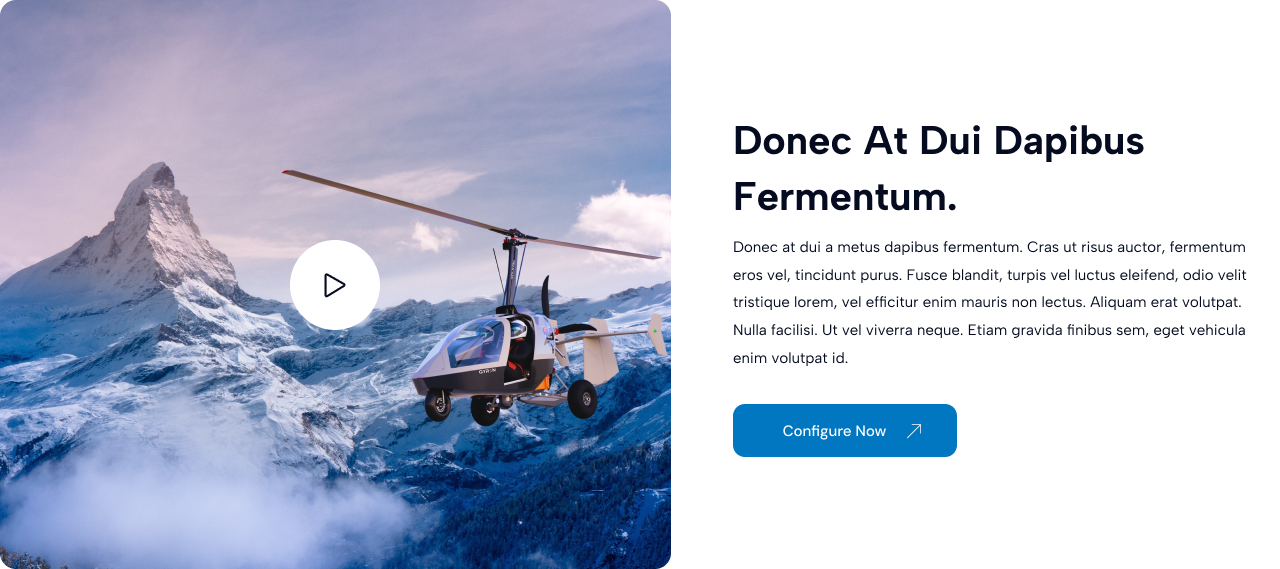 Donec At Dui Dapibus
Fermentum.
Donec at dui a metus dapibus fermentum. Cras ut risus auctor, fermentum
eros vel, tincidunt purus. Fusce blandit, turpis vel luctus eleifend, odio velit
tristique lorem, vel efficitur enim mauris non lectus. Aliquam erat volutpat.
Nulla facilisi. Ut vel viverra neque. Etiam gravida finibus sem, eget vehicula
enim volutpat id.
Configure Now